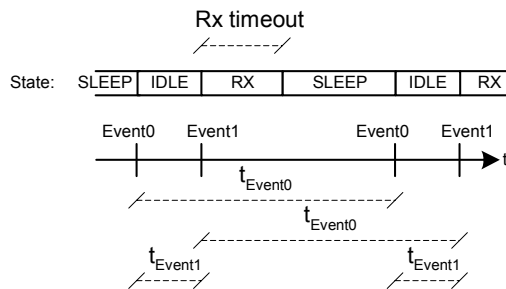 Rx timeout
State: SLEEP IDLE RX SLEEP IDLE RX
Event0 Event1 Event0 Event1
t
tEvent0
tEvent0
tEvent1 tEvent1